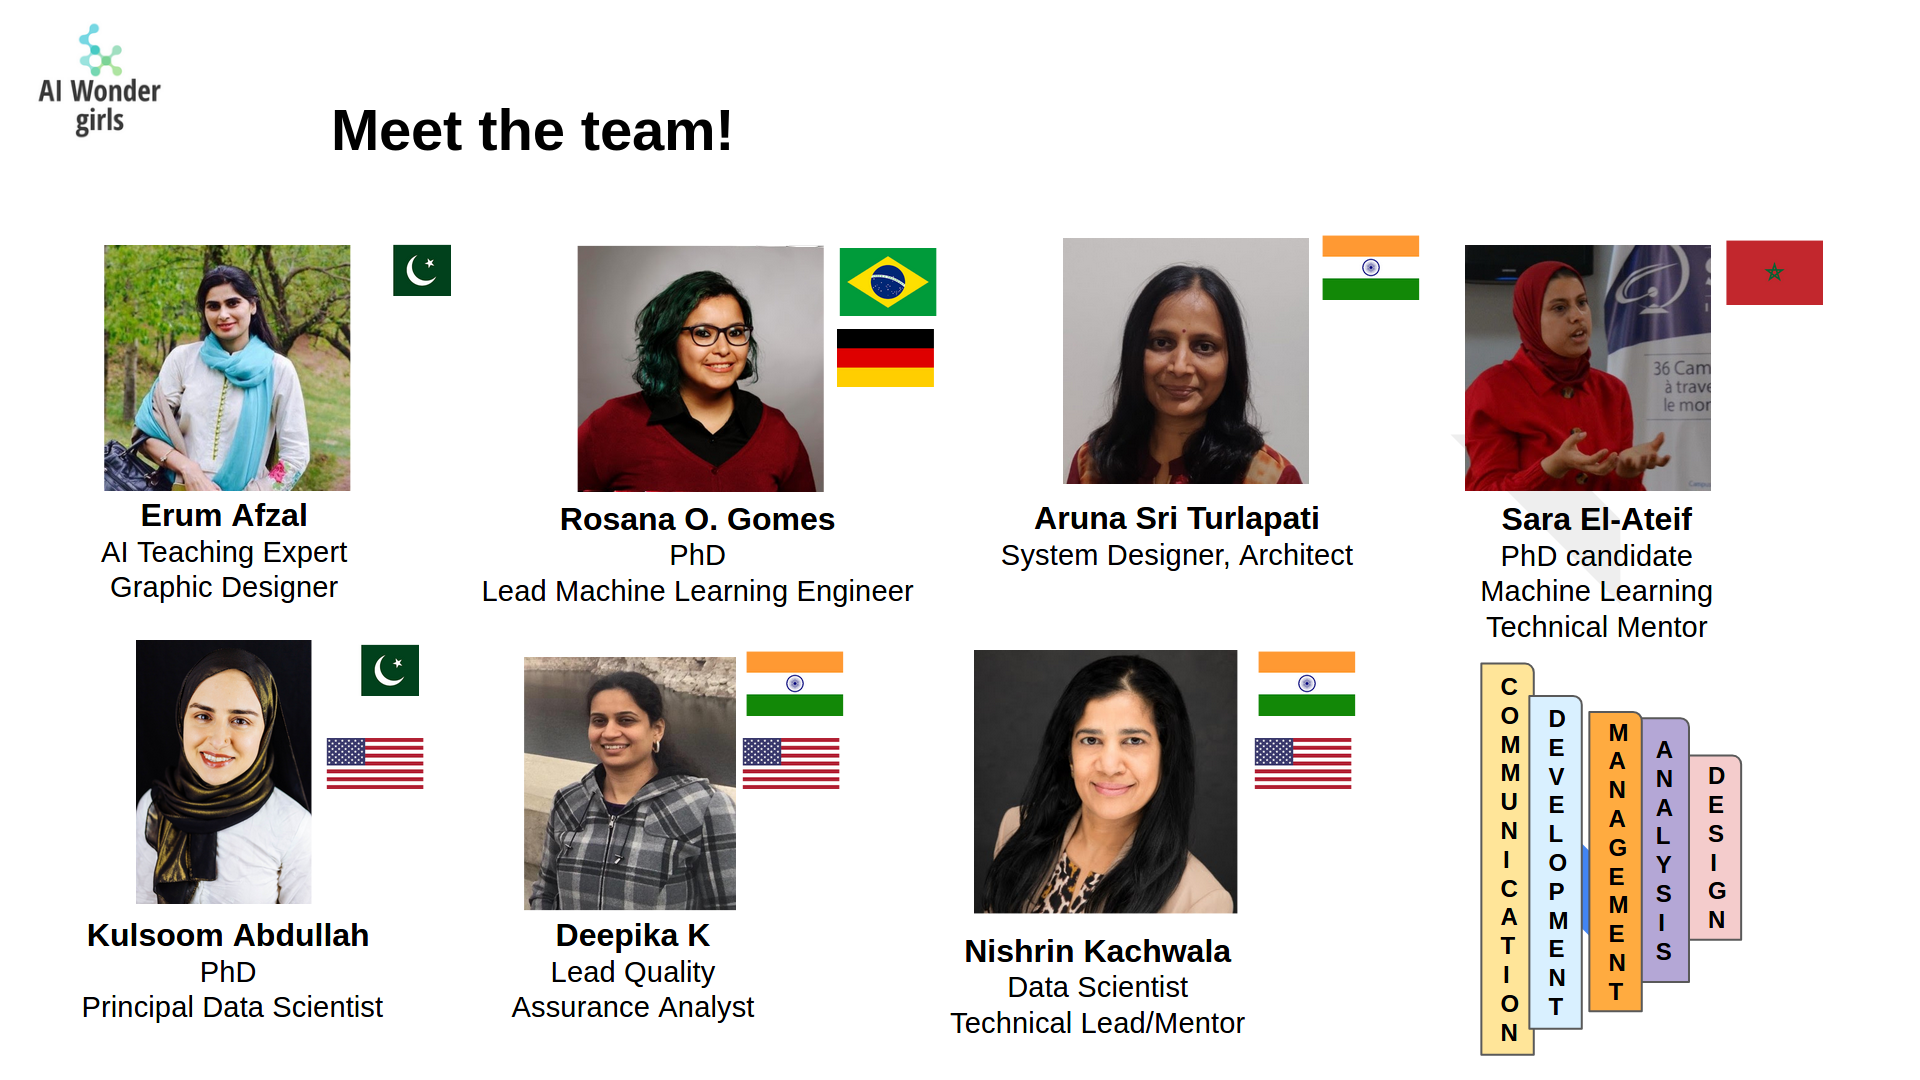 AI Wonder
girls
Meet the team!
36 Cam
à trave
le mor
Erum Afzal
AI Teaching Expert
Graphic Designer
Rosana O. Gomes
PhD
Lead Machine Learning Engineer
Aruna Sri Turlapati
System Designer, Architect
Sara El-Ateif
PhD candidate
Machine Learning
Technical Mentor
Kulsoom Abdullah
PhD
Principal Data Scientist
Deepika K
Lead Quality
Assurance Analyst
Nishrin Kachwala
Data Scientist
Technical Lead/Mentor
COMMUNICATION
DEVELOPMENT
MANAGEMENT
ANALYSIS
DESIGN